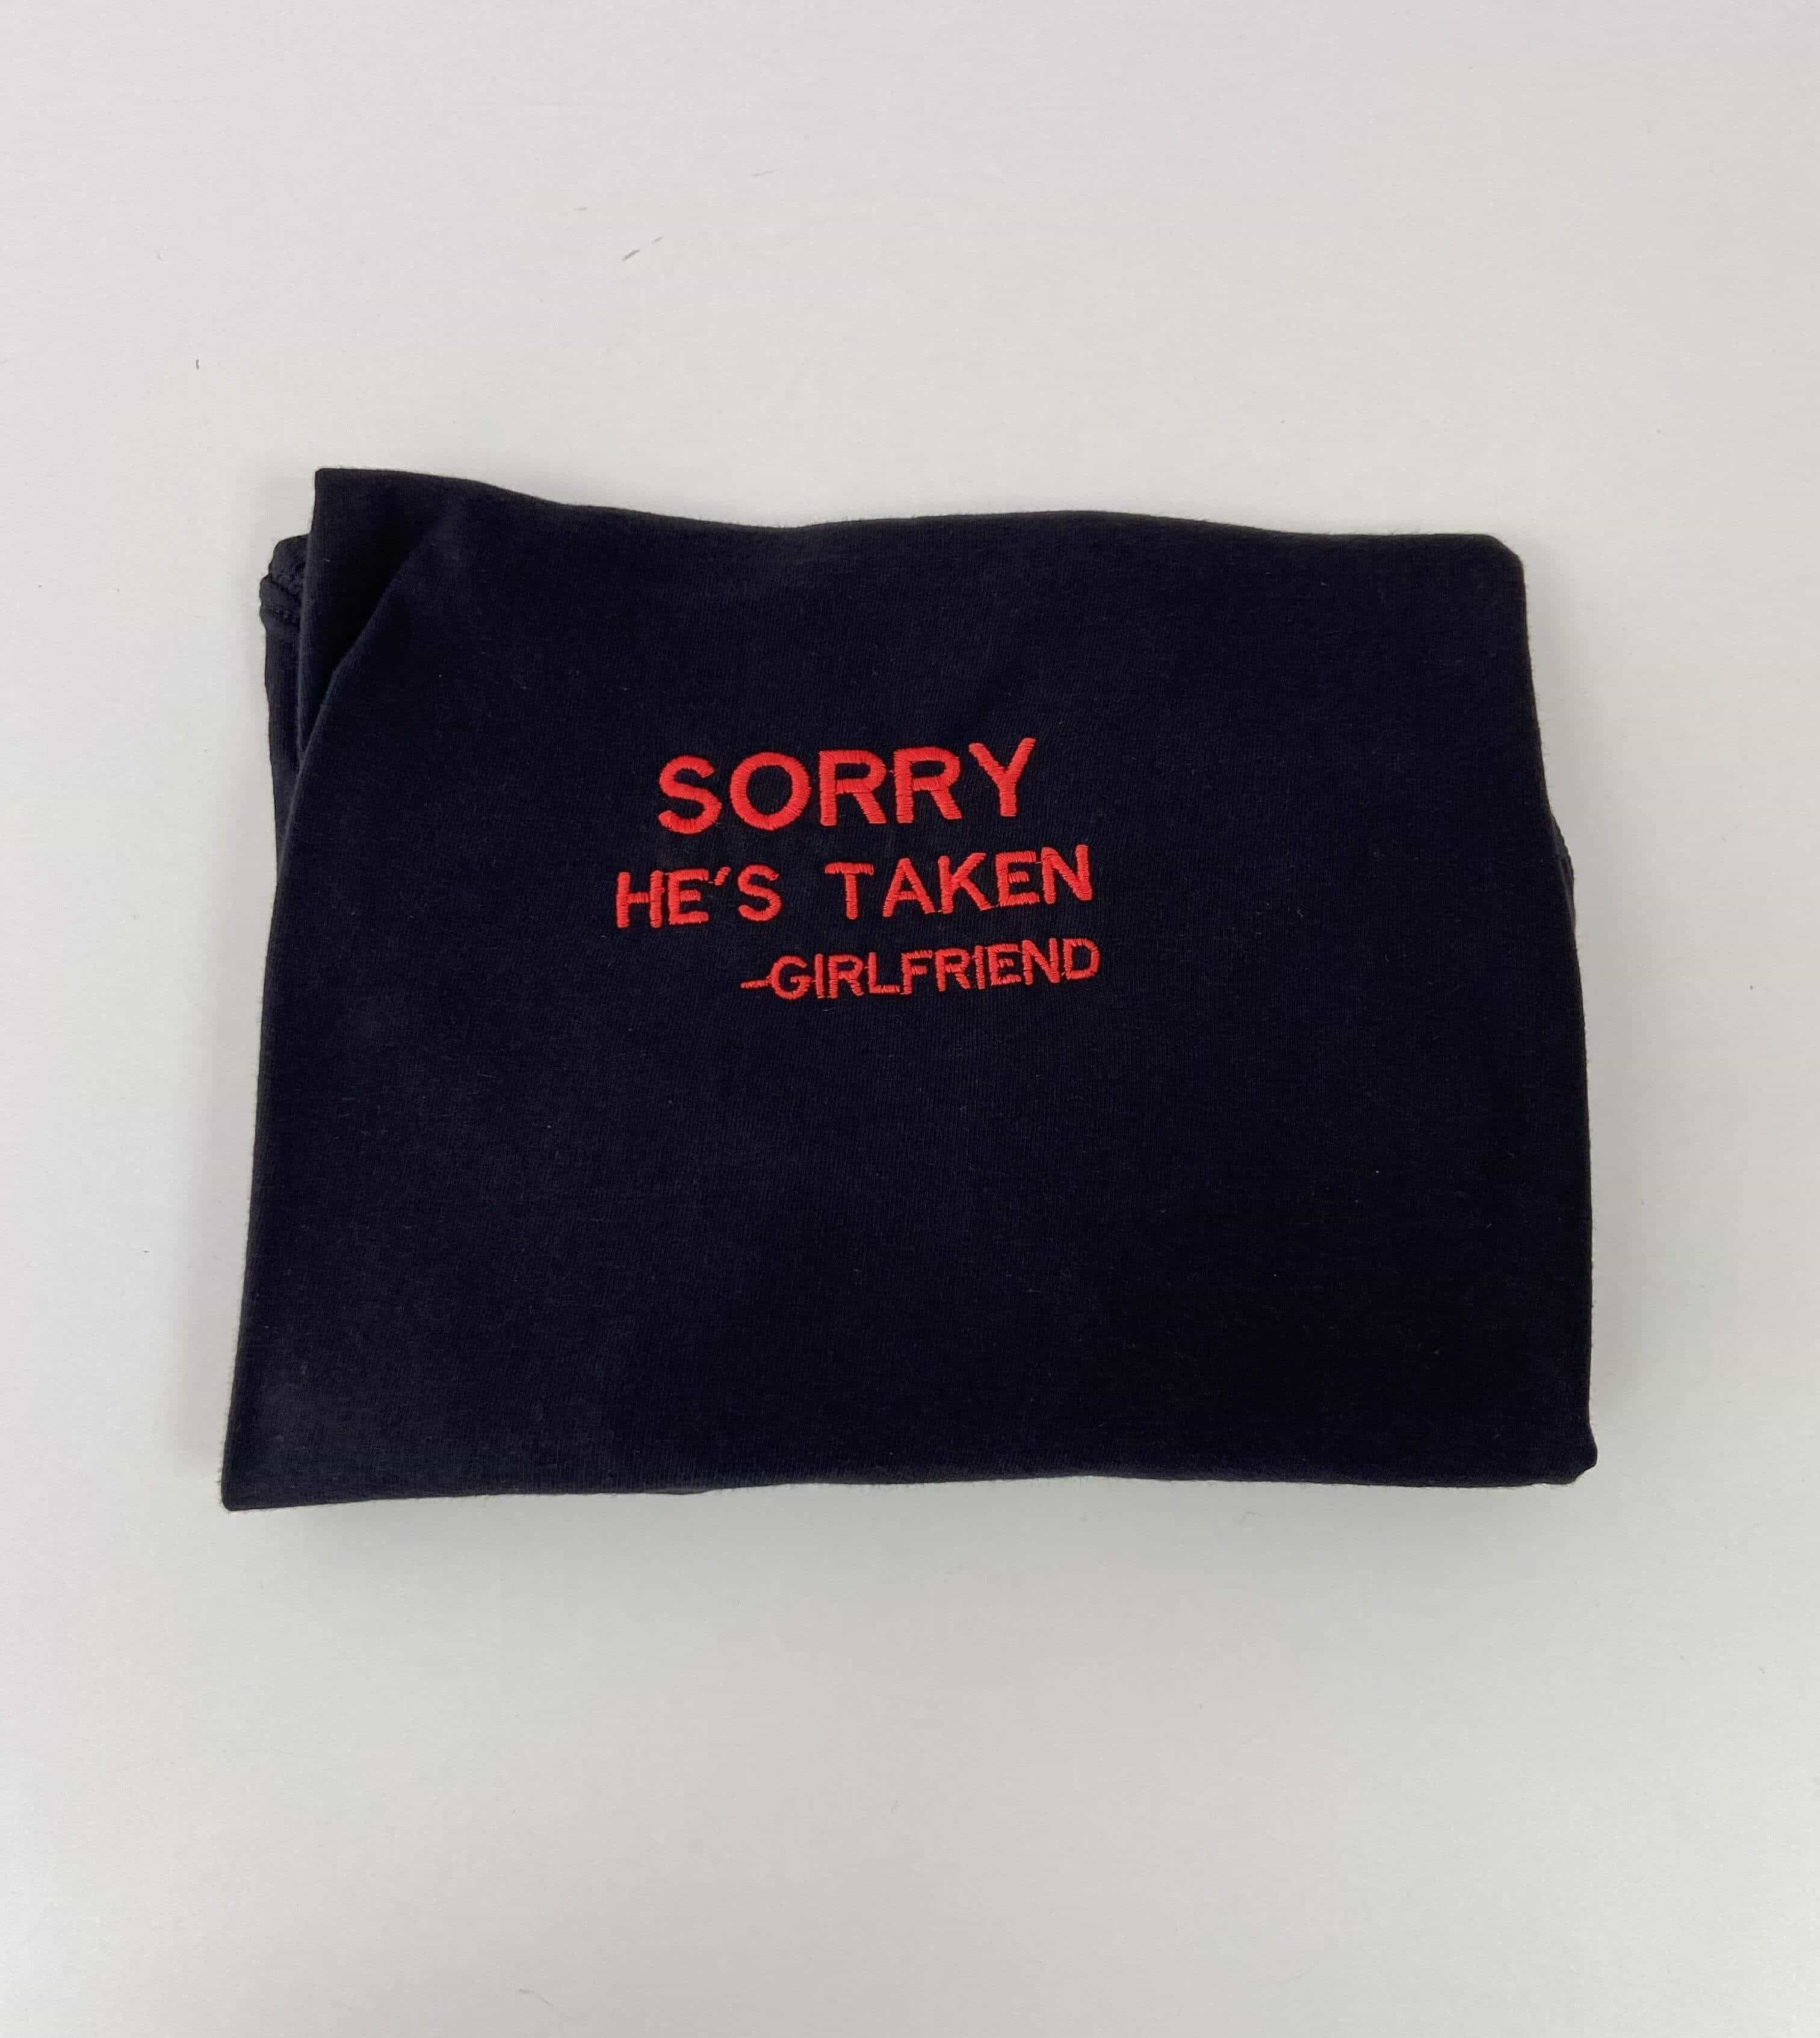 SORRY
HE'S TAKEN
-GIRLFRIEND